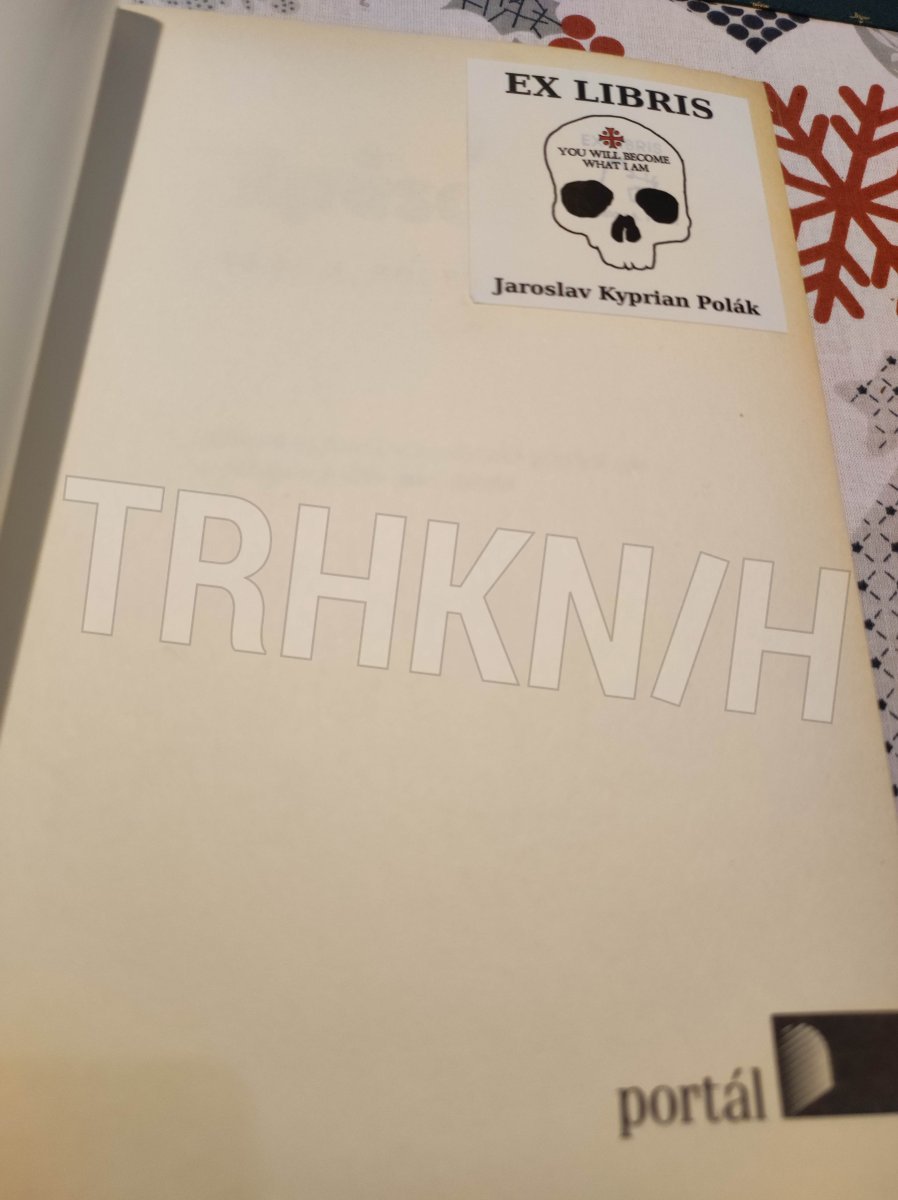 EX LIBRIS
YOU WILL BECOME
WHAT I AM
Jaroslav Kyprian Polák
TRHKN/H
portál